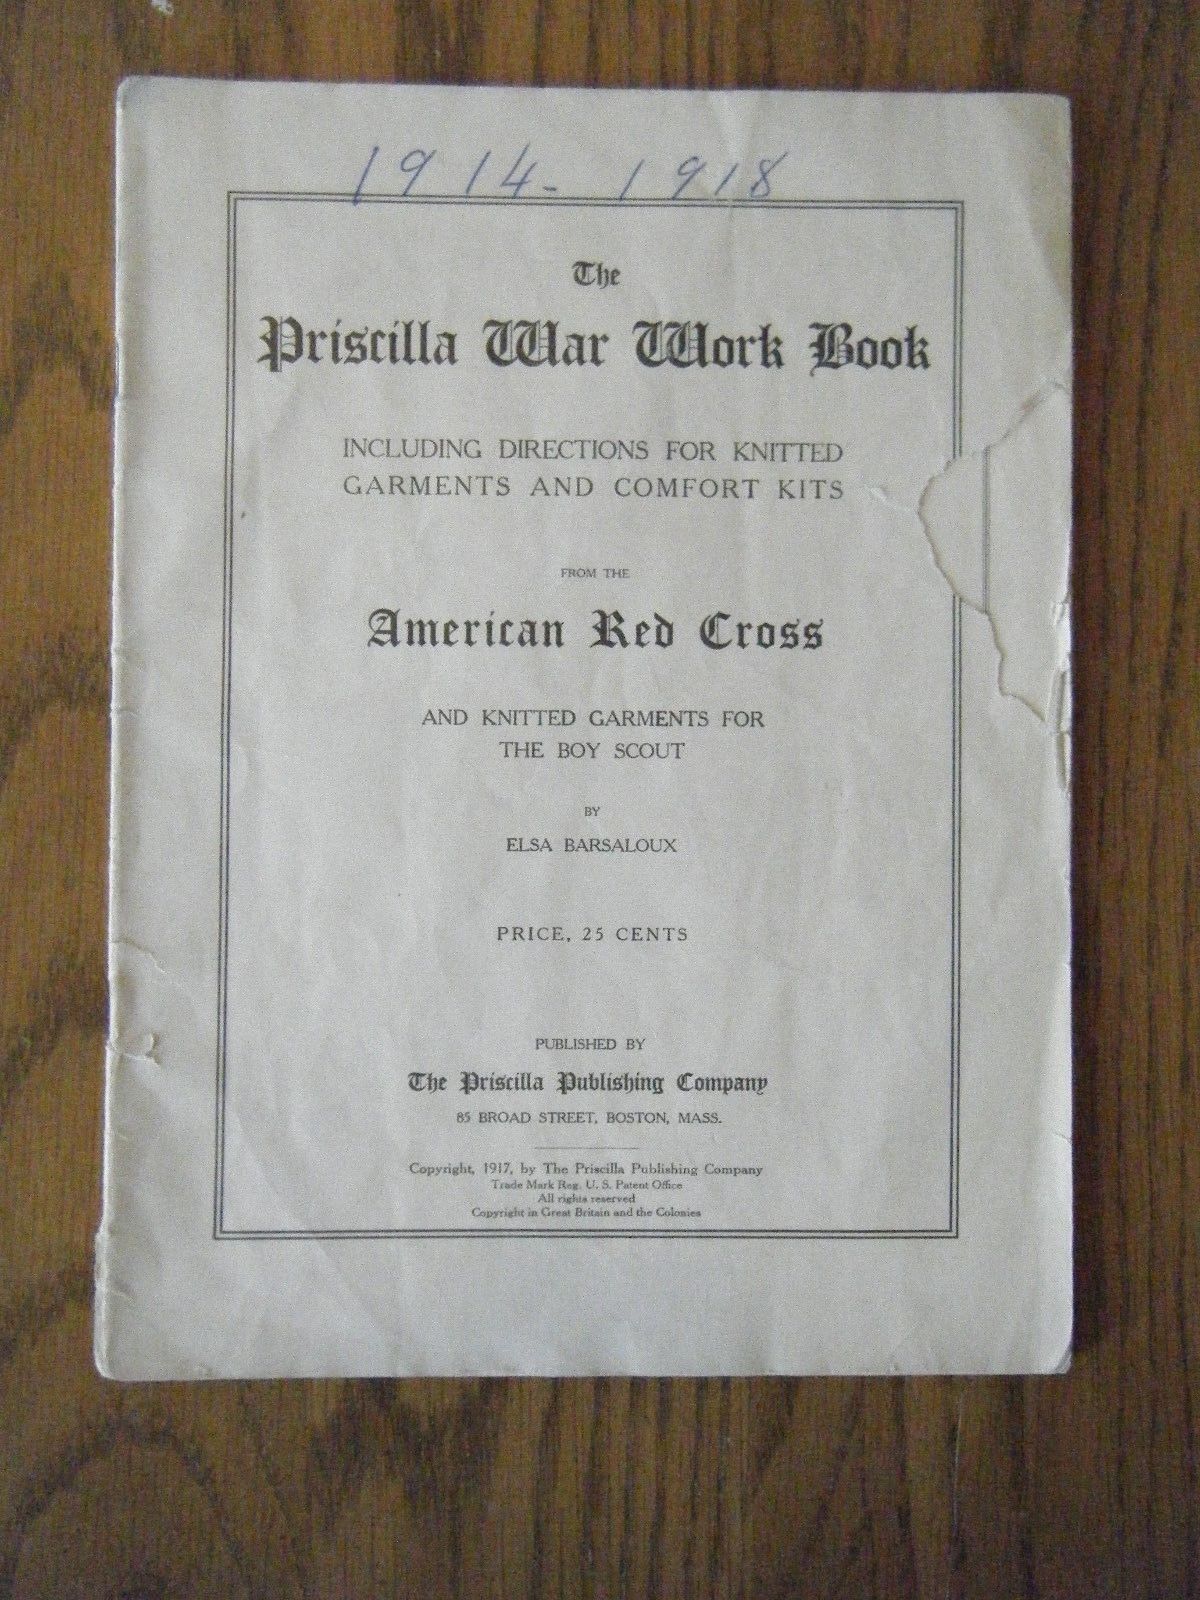 1914-1918
The
Priscilla War Work Book
INCLUDING DIRECTIONS FOR KNITTED
GARMENTS AND COMFORT KITS
FROM THE
American Red Cross
AND KNITTED GARMENTS FOR
THE BOY SCOUT
BY
ELSA BARSALOUX
PRICE, 25 CENTS
PUBLISHED BY
The Priscilla Publishing Company
85 BROAD STREET, BOSTON, MASS.
Copyright, 1917, by The Priscilla Publishing Company
Trade Mark Reg. U. S. Patent Office
All rights reserved
Copyright in Great Britain and the Colonies